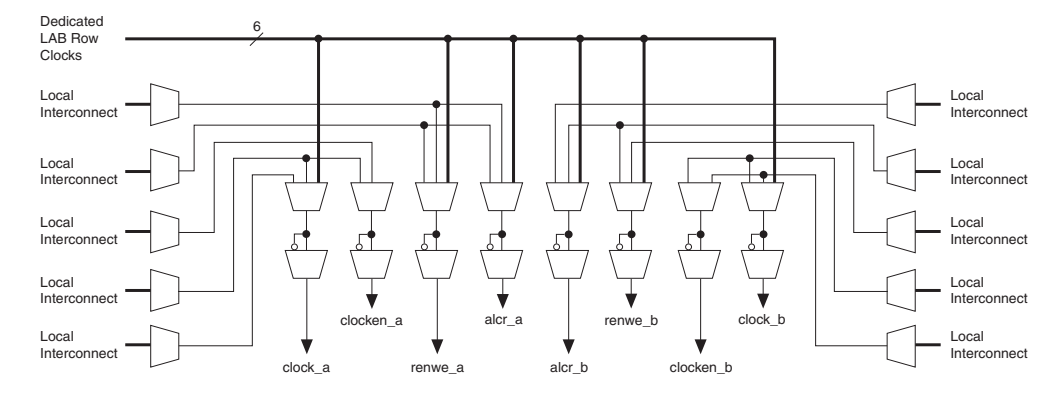 Dedicated
LAB Row
Clocks
6
Local
Interconnect
Local
Interconnect
Local
Interconnect
Local
Interconnect
Local
Interconnect
Local
Interconnect
Local
Interconnect
Local
Interconnect
Local
Interconnect
Local
Interconnect
clocken_a
alcr_a
renwe_b
clock_b
clock_a
renwe_a
alcr_b
clocken_b